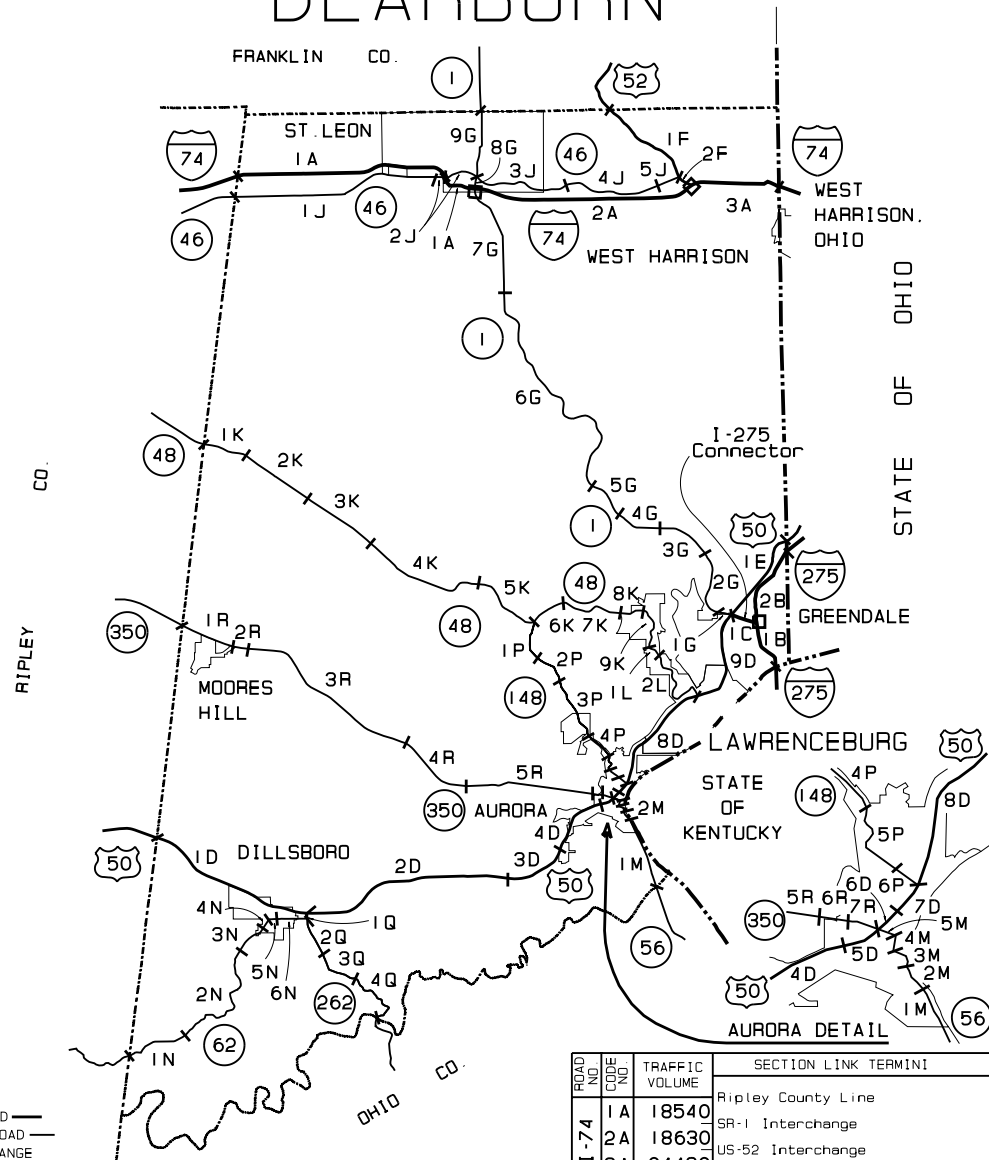 DEARBORN
FRANKLIN CO.
1
52
ST.LEON
9G
8G
46
1F
2F
74
1A
3J
4J
5J
74
WEST
HARRISON,
OHIO
46
1J
46
2J
1A
7G
74
2A
3A
WEST HARRISON
STATE OF OHIO
1
6G
I-275
Connector
48
1K
2K
3K
CO.
5G
4G
1
3G
50
1E
275
4K
5K
48
8K
2G
2B
GREENDALE
350
1R
2R
48
6K
7K
1G
1C
1B
1P
2P
9K
9D
RIPLEY
MOORES
HILL
3R
148
3P
1L
2L
275
4P
8D
LAWRENCEBURG
50
4R
5R
STATE
OF
KENTUCKY
148
4P
8D
350
AURORA
2M
5P
50
1D
DILLSBORO
2D
4D
3D
1M
50
6D
6P
5R
6R
7R
7D
5M
350
4N
1Q
3N
2Q
4M
5D
3M
5N
3Q
56
4D
2M
6N
4Q
50
2N
262
1M
56
1N
62
AURORA DETAIL
OHIO CO.
ROAD NO.
CODE NO.
TRAFFIC VOLUME
SECTION LINK TERMINI
I-74
Ripley County Line
1A 18540
SR-1 Interchange
2A 18630
US-52 Interchange
D
OAD
ANGE